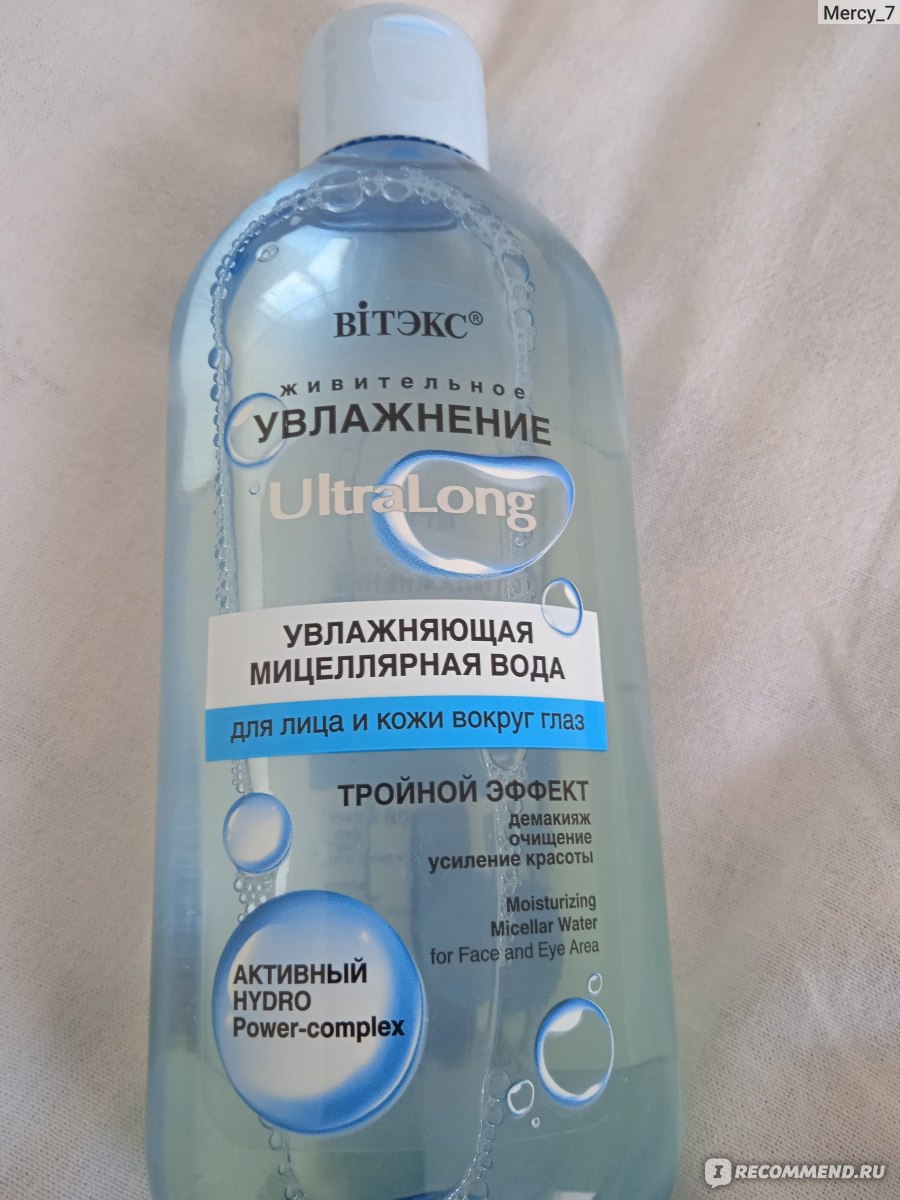 Mercy_7
ВІТЭКС®
живительное
УВЛАЖНЕНИЕ
UltraLong
УВЛАЖНЯЮЩАЯ
МИЦЕЛЛЯРНАЯ ВОДА
для лица и кожи вокруг глаз
ТРОЙНОЙ ЭФФЕКТ
демакияж
очищение
усиление красоты
Moisturizing
Micellar Water
for Face and Eye Area
АКТИВНЫЙ
HYDRO
Power-complex
IRECOMMEND.RU